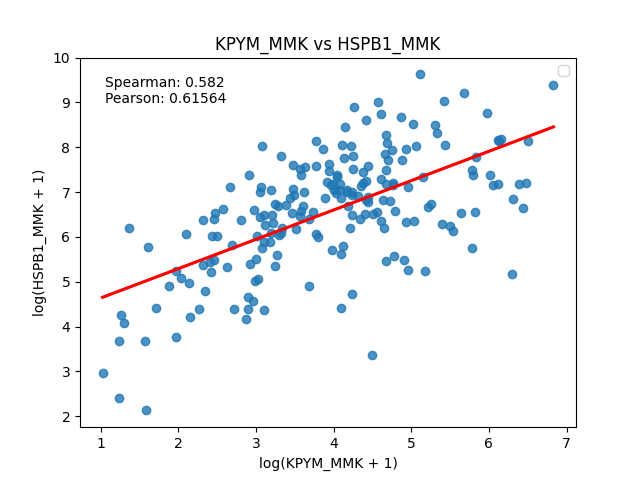 KPYM_MMK vs HSPB1_MMK
Spearman: 0.582
Pearson: 0.61564
log(HSPB1_MMK + 1)
10
9
8
7
6
5
4
3
2
1 2 3 4 5 6 7
log(KPYM_MMK + 1)